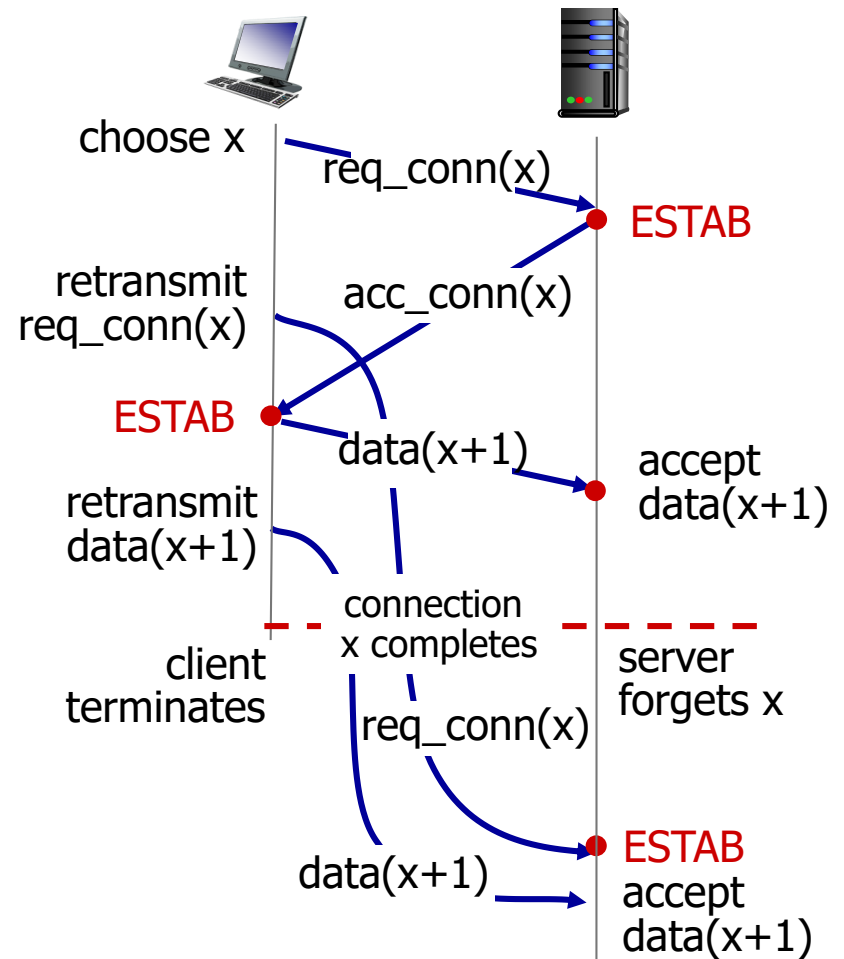 choose x
req_conn(x)
ESTAB
retransmit
req_conn(x)
acc_conn(x)
ESTAB
data(x+1)
accept
data(x+1)
retransmit
data(x+1)
connection
x completes
client
terminates
server
forgets x
req_conn(x)
ESTAB
data(x+1)
accept
data(x+1)